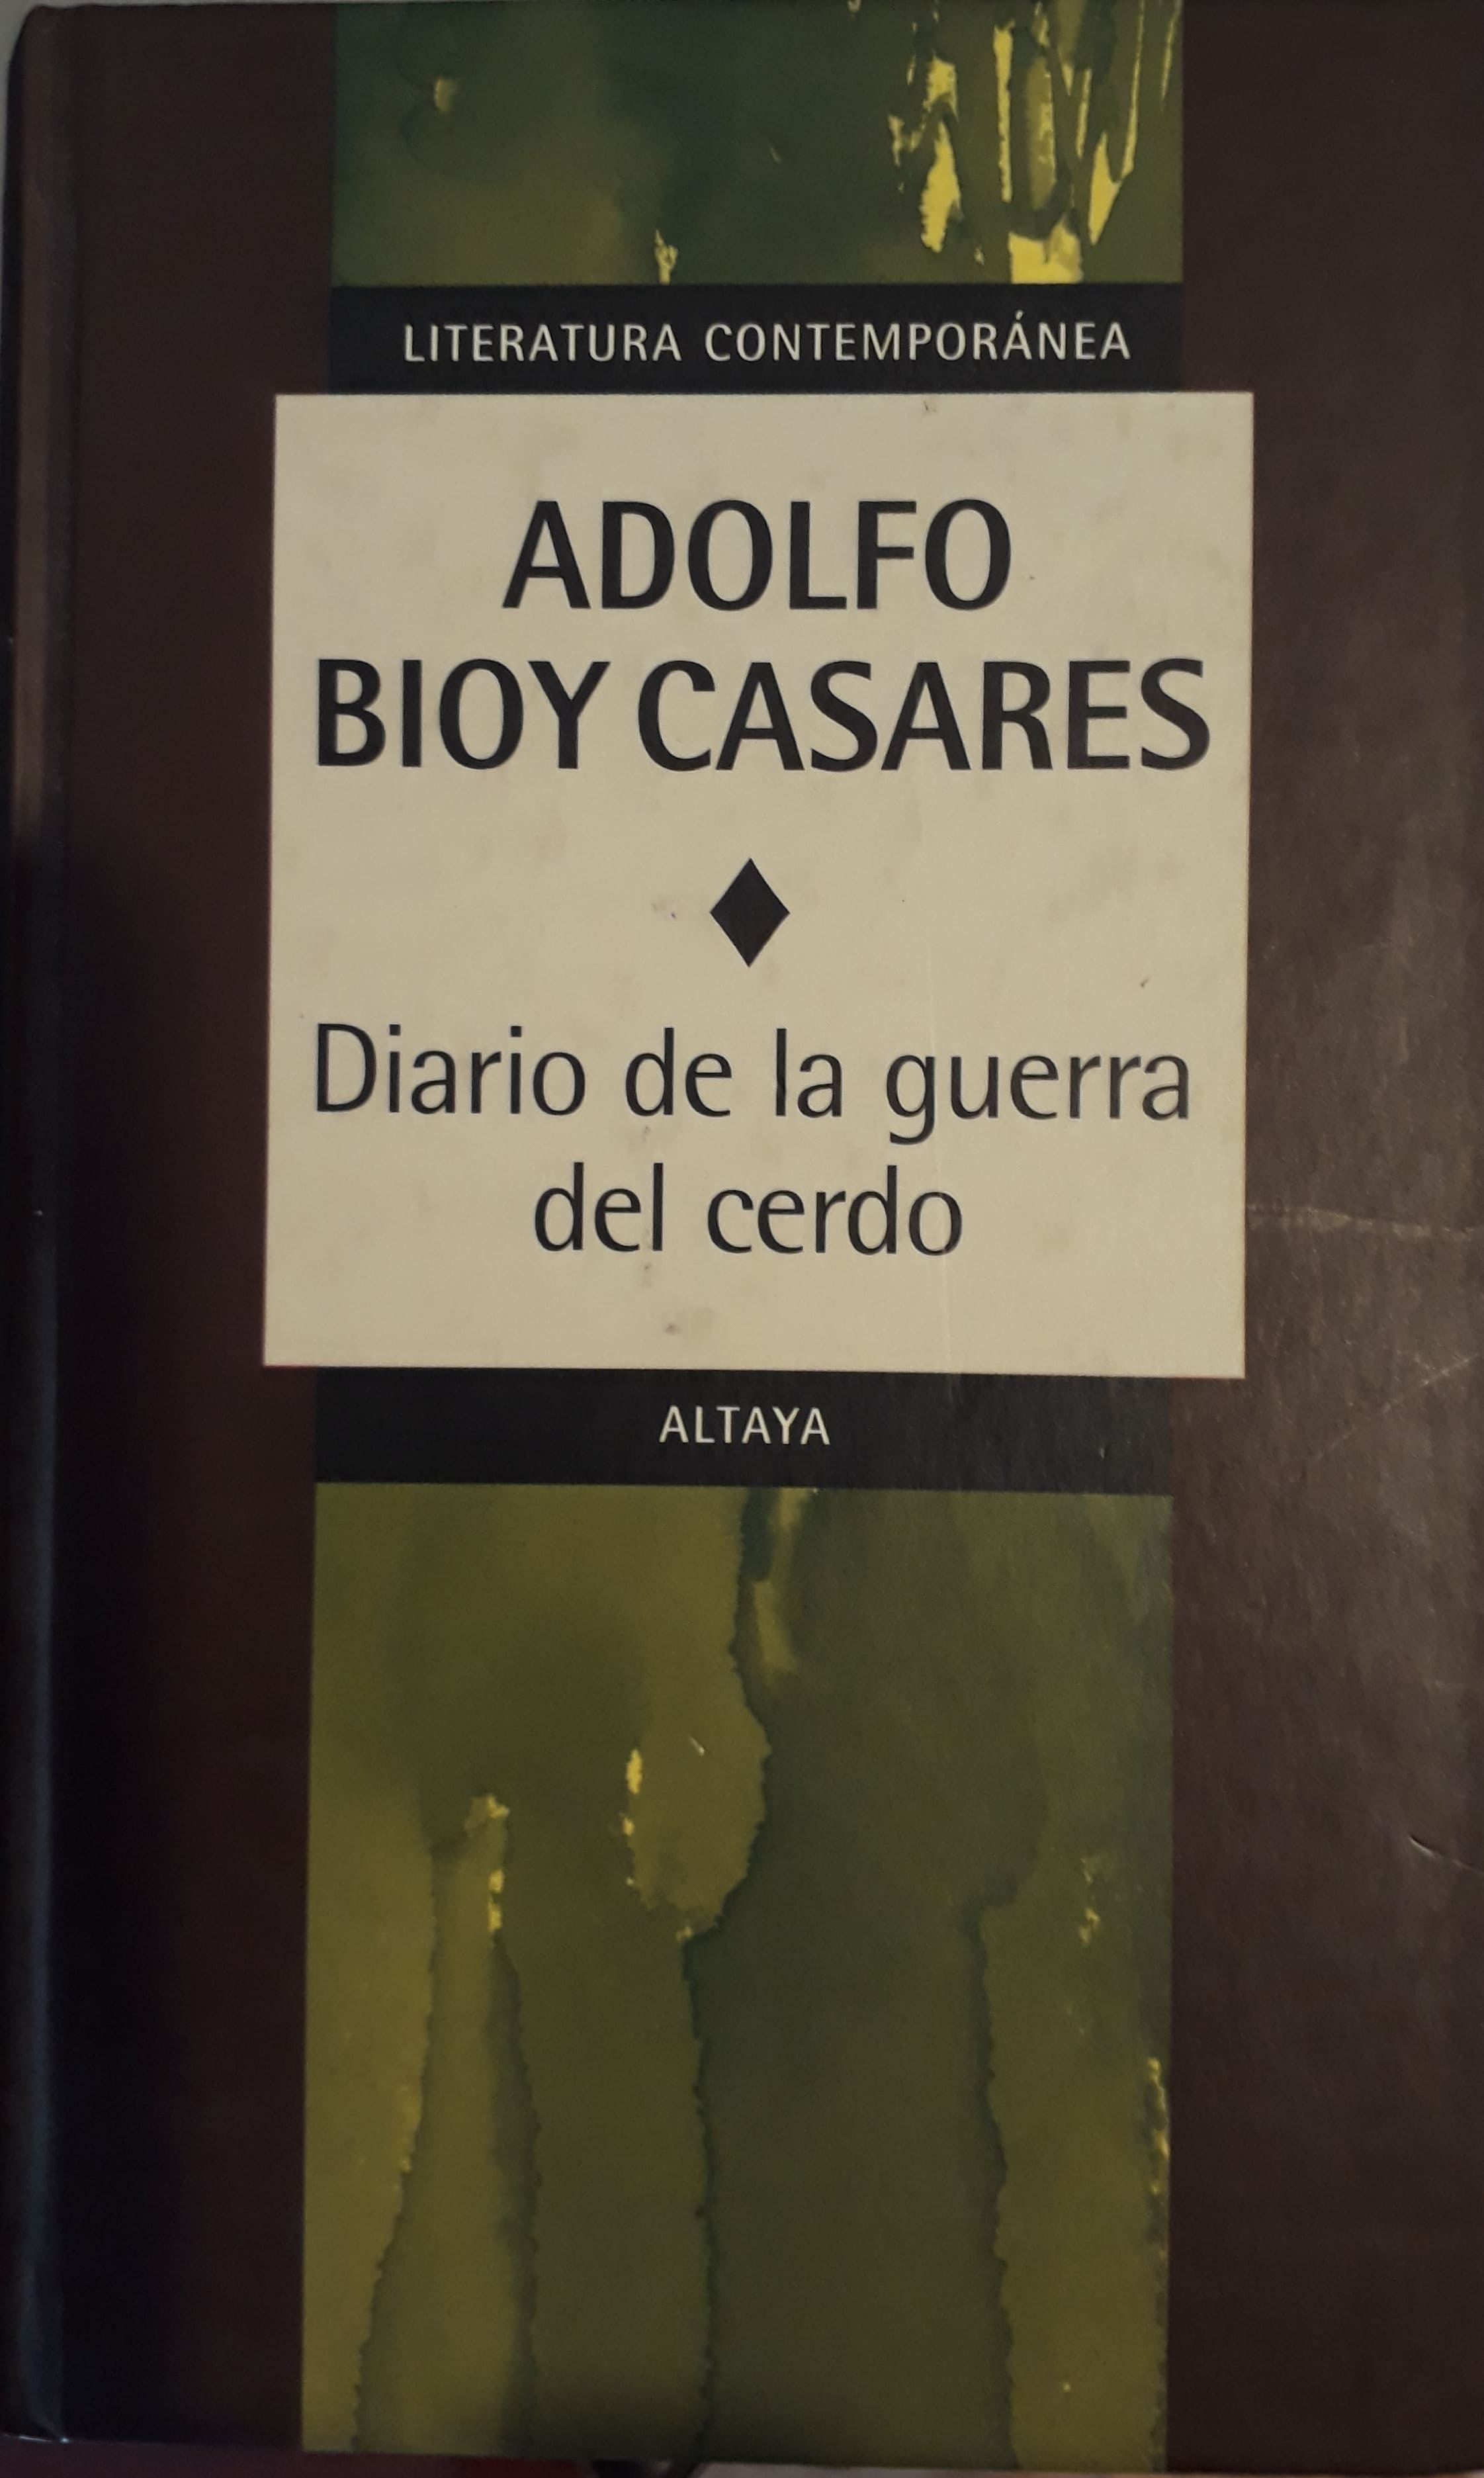 LITERATURA CONTEMPORÁNEA
ADOLFO
BIOY CASARES
Diario de la guerra
del cerdo
ALTAYA